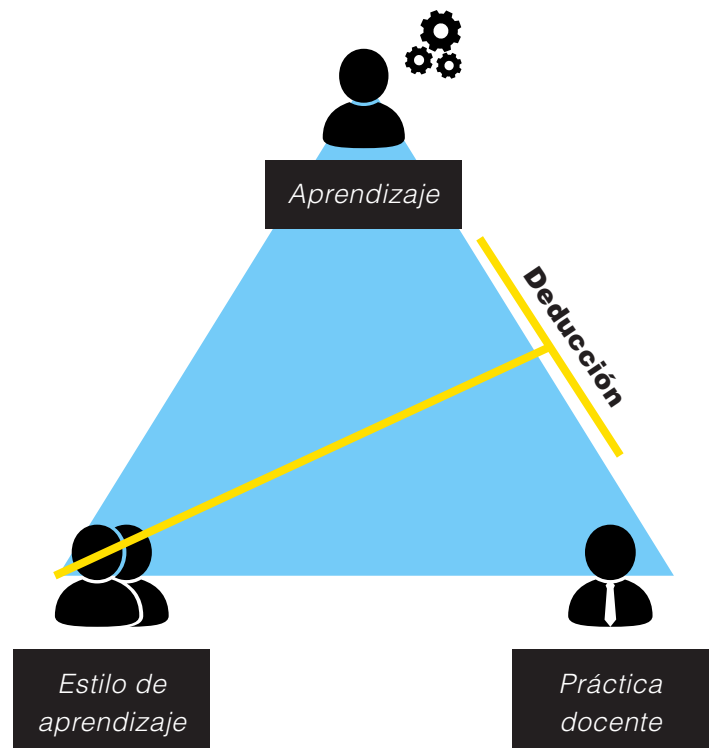 Aprendizaje
Deducción
Estilo de
aprendizaje
Práctica
docente